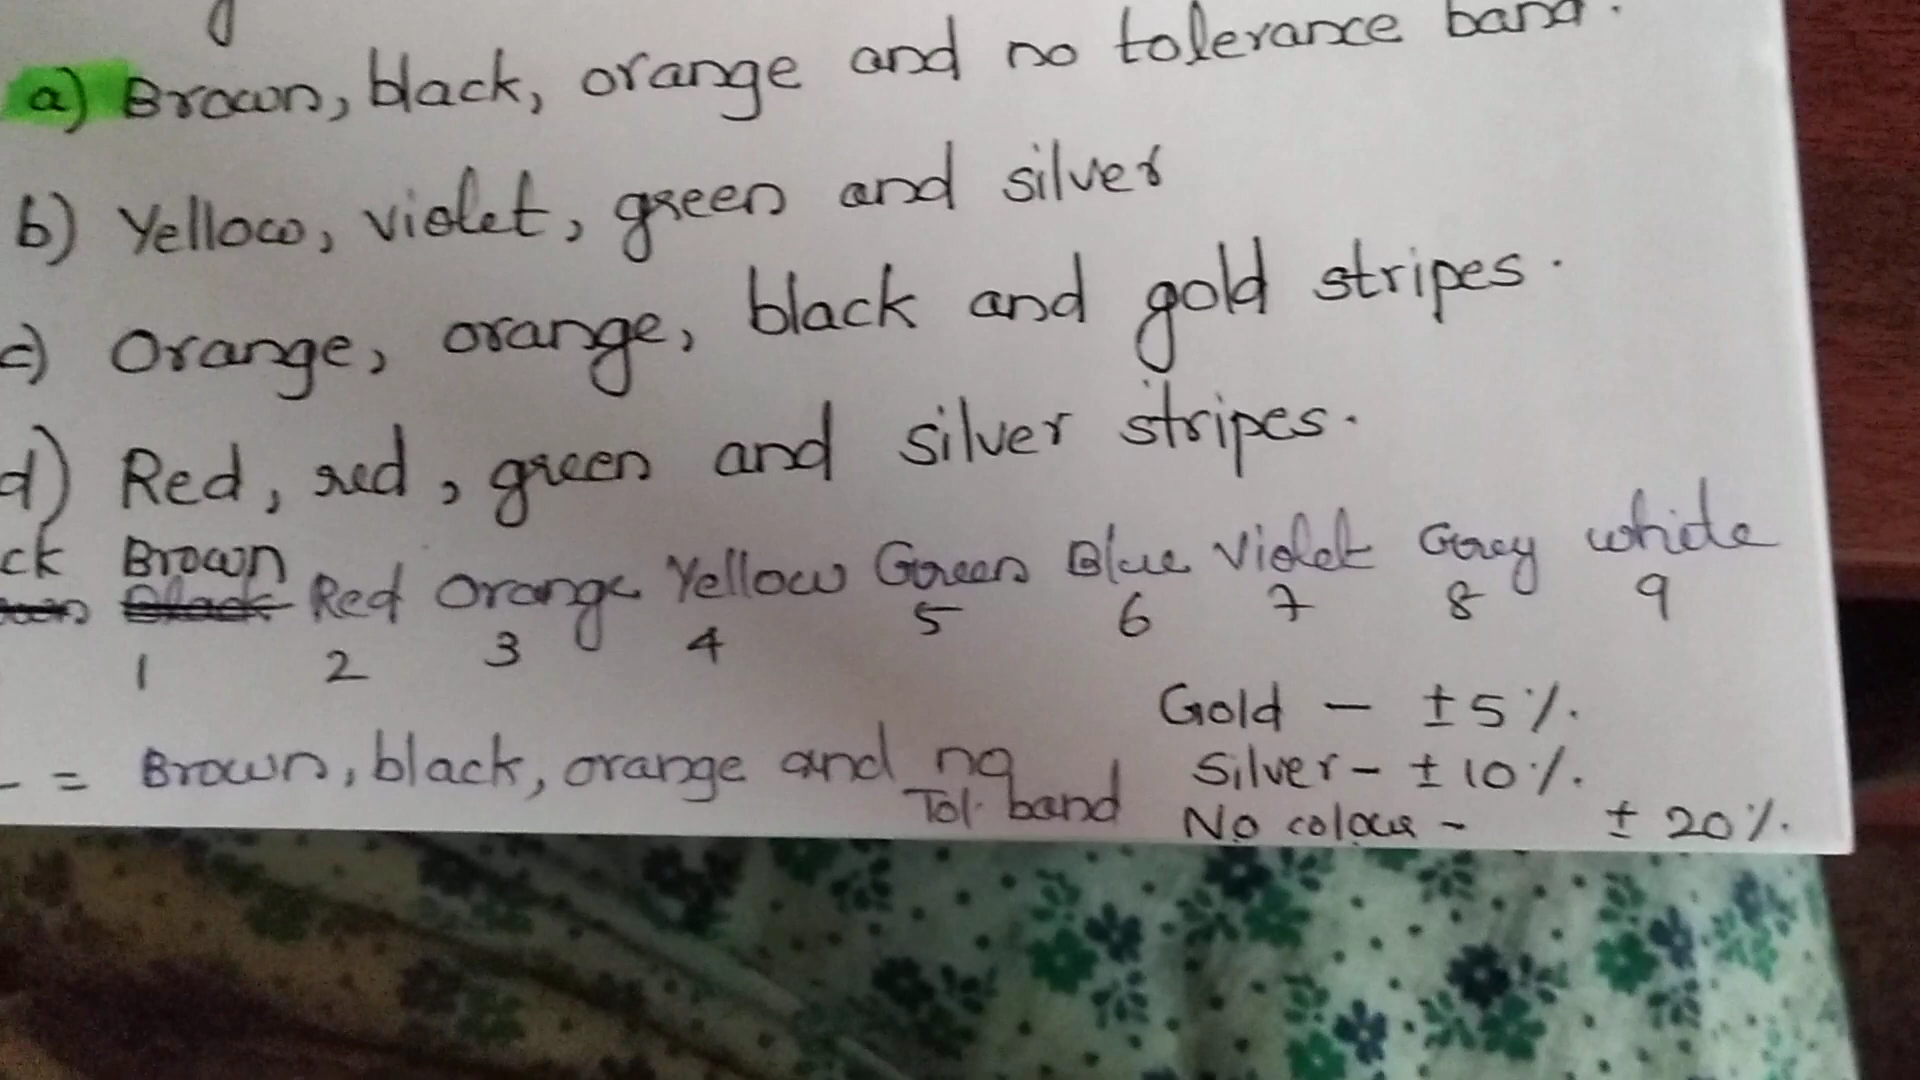 a) Brown, black, orange and no tolerance band.
b) Yellow, violet, green and silver
c) Orange, orange, black and gold stripes.
d) Red, red, green and silver stripes.
ck Brown Red Orange Yellow Green Blue Violet Grey white
Black
1 2 3 4 5 6 7 8 9
Gold - ±5%.
= Brown, black, orange and no Tol. band
Silver - ±10%.
No colour - ±20%.